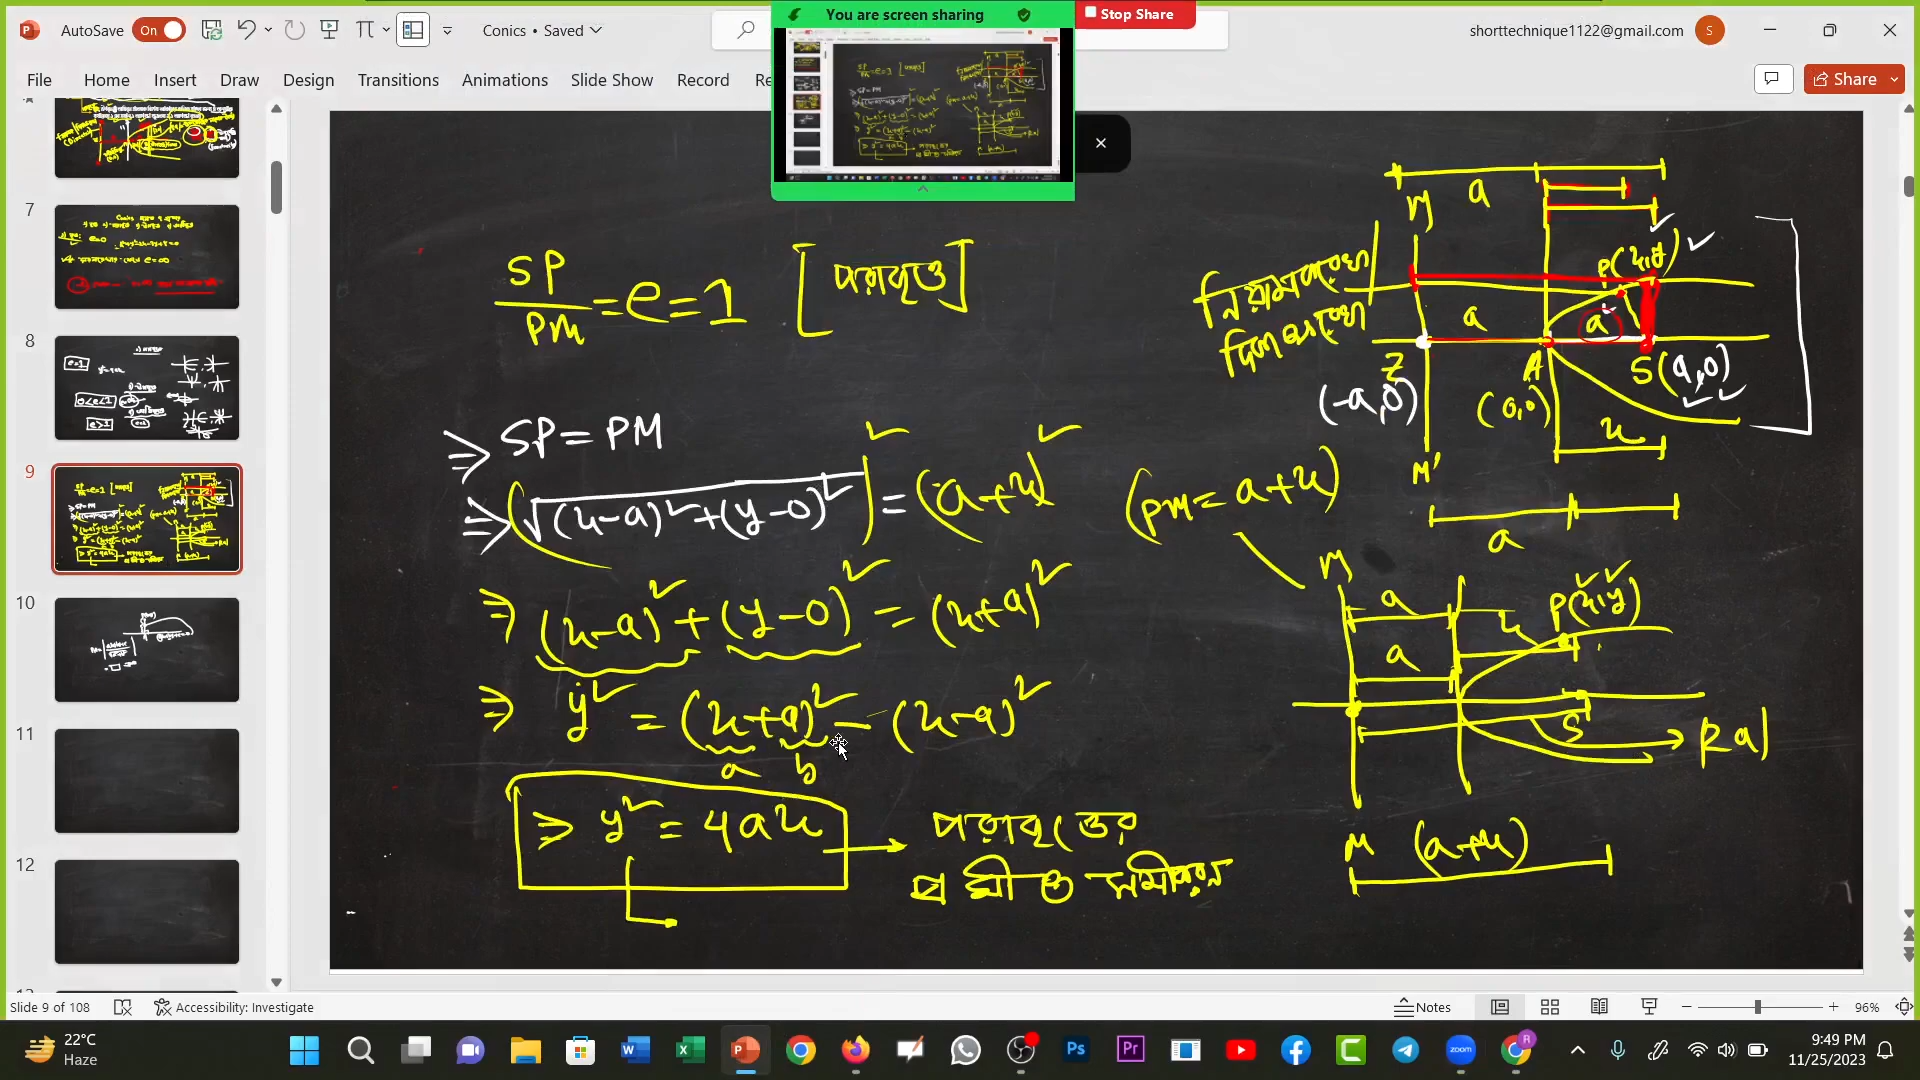 AutoSave
On
Conics • Saved
You are screen sharing
Stop Share
shorttechnique1122@gmail.com
S
File
Home
Insert
Draw
Design
Transitions
Animations
Slide Show
Record
Share
7
8
9
10
11
12
SP/PM = e = 1 [পরাবৃত্ত]
⇒ SP = PM
⇒ (√(x-a)²+(y-0)²)² = (a+x)² (PM = a+x)
⇒ (x-a)² + (y-0)² = (x+a)²
⇒ y² = (x+a)² - (x-a)²
a b
⇒ y² = 4ax
পরাবৃত্তের
প্রমীত সমীকরন
a
M
P(x,y)
নিয়ামকরেখা
দিকাক্ষরেখা
a
a
Z
A
S(a,0)
(-a,0)
(0,0)
x
M'
a
M
a
x
P(x,y)
a
S
M
(a+x)
Slide 9 of 108
Accessibility: Investigate
Notes
96%
22°C
Haze
9:49 PM
11/25/2023